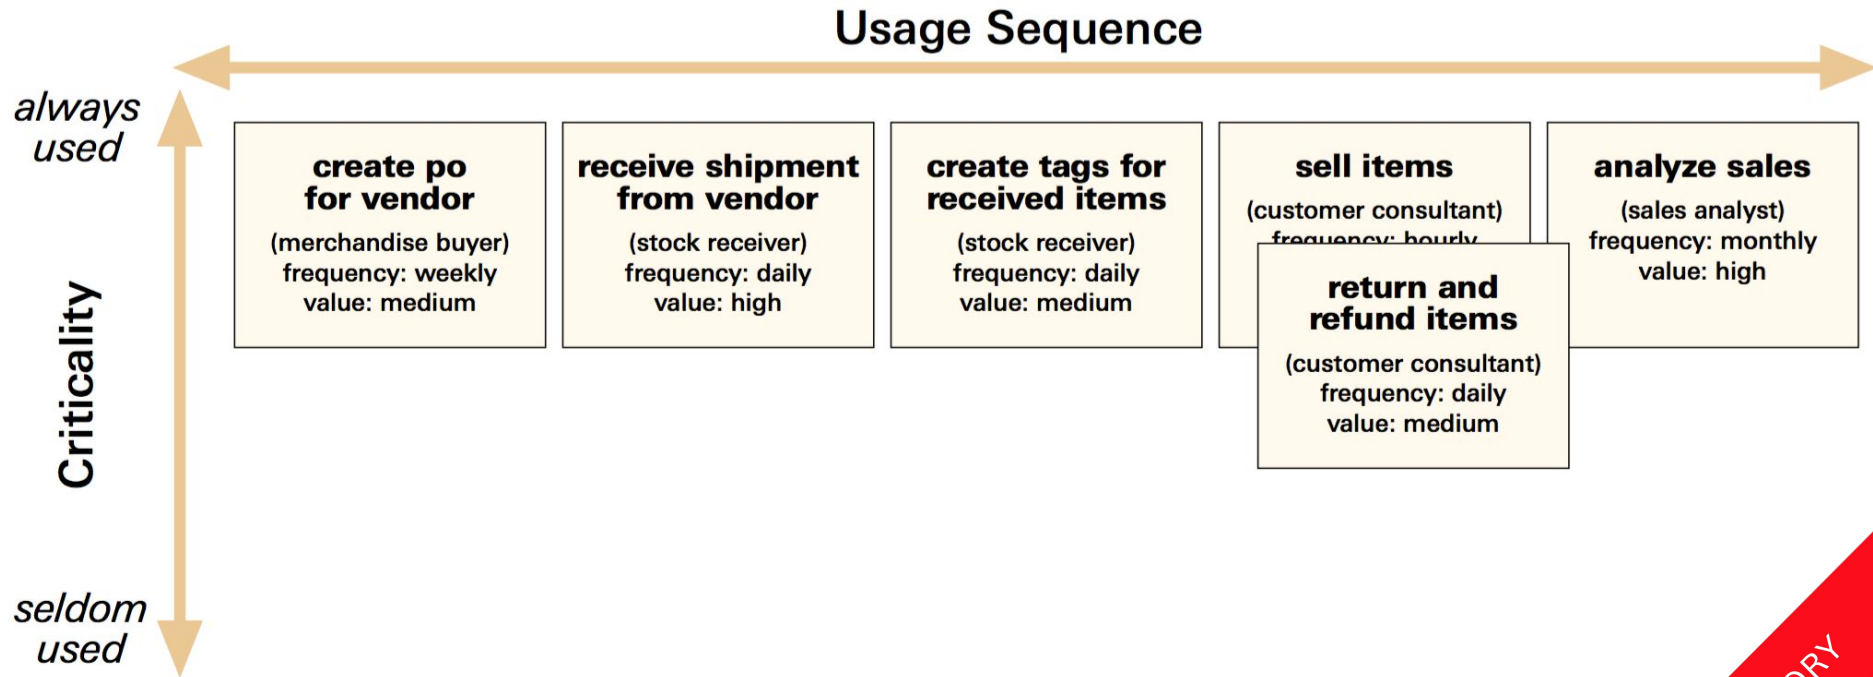 Usage Sequence
always
used
create po
for vendor
(merchandise buyer)
frequency: weekly
value: medium
receive shipment
from vendor
(stock receiver)
frequency: daily
value: high
create tags for
received items
(stock receiver)
frequency: daily
value: medium
sell items
(customer consultant)
frequency: hourly
return and
refund items
(customer consultant)
frequency: daily
value: medium
analyze sales
(sales analyst)
frequency: monthly
value: high
Criticality
seldom
used